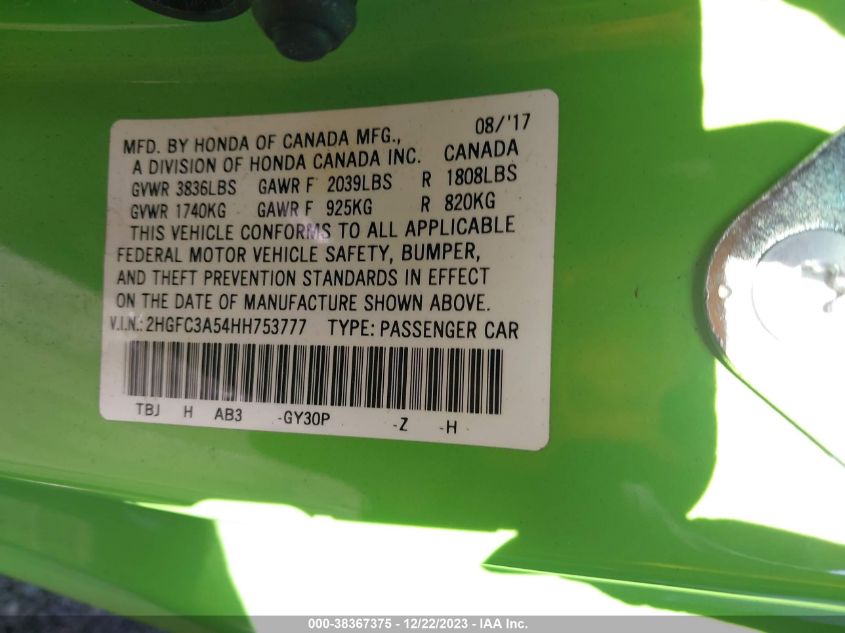 08/'17
MFD. BY HONDA OF CANADA MFG.,
A DIVISION OF HONDA CANADA INC. CANADA
GVWR 3836LBS GAWR F 2039LBS R 1808LBS
GVWR 1740KG GAWR F 925KG R 820KG
THIS VEHICLE CONFORMS TO ALL APPLICABLE
FEDERAL MOTOR VEHICLE SAFETY, BUMPER,
AND THEFT PREVENTION STANDARDS IN EFFECT
ON THE DATE OF MANUFACTURE SHOWN ABOVE.
V.I.N.: 2HGFC3A54HH753777 TYPE: PASSENGER CAR
TBJ H AB3 -GY30P -Z -H
000-38367375 - 12/22/2023 - IAA Inc.